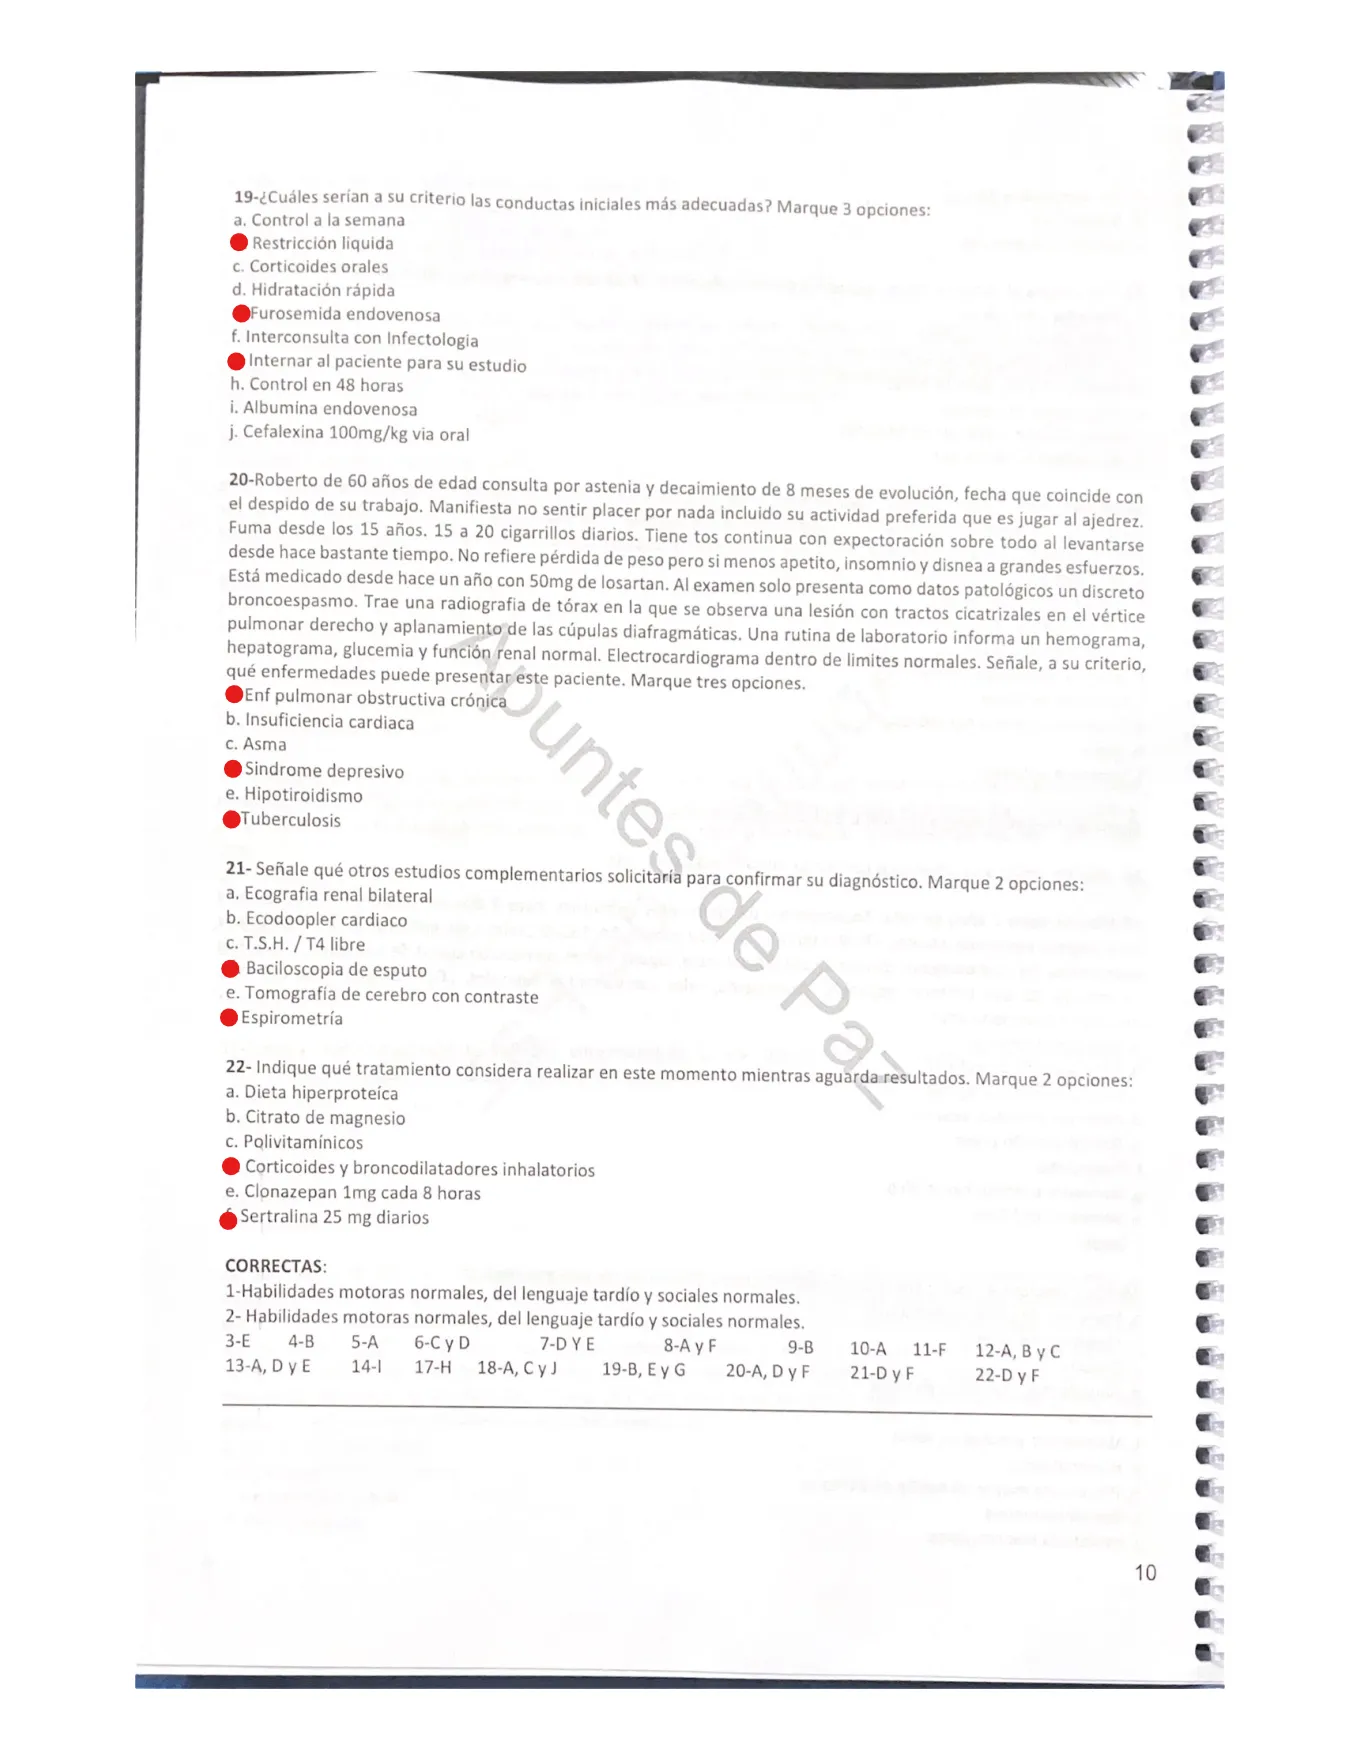 19-¿Cuáles serían a su criterio las conductas iniciales más adecuadas? Marque 3 opciones:
a. Control a la semana
Restricción liquida
c. Corticoides orales
d. Hidratación rápida
Furosemida endovenosa
f. Interconsulta con Infectologia
Internar al paciente para su estudio
h. Control en 48 horas
i. Albumina endovenosa
j. Cefalexina 100mg/kg via oral
20-Roberto de 60 años de edad consulta por astenia y decaimiento de 8 meses de evolución, fecha que coincide con
el despido de su trabajo. Manifiesta no sentir placer por nada incluido su actividad preferida que es jugar al ajedrez.
Fuma desde los 15 años. 15 a 20 cigarrillos diarios. Tiene tos continua con expectoración sobre todo al levantarse
desde hace bastante tiempo. No refiere pérdida de peso pero si menos apetito, insomnio y disnea a grandes esfuerzos.
Está medicado desde hace un año con 50mg de losartan. Al examen solo presenta como datos patológicos un discreto
broncoespasmo. Trae una radiografia de tórax en la que se observa una lesión con tractos cicatrizales en el vértice
pulmonar derecho y aplanamiento de las cúpulas diafragmáticas. Una rutina de laboratorio informa un hemograma,
hepatograma, glucemia y función renal normal. Electrocardiograma dentro de limites normales. Señale, a su criterio,
qué enfermedades puede presentar este paciente. Marque tres opciones.
Enf pulmonar obstructiva crónica
b. Insuficiencia cardiaca
c. Asma
Sindrome depresivo
e. Hipotiroidismo
Tuberculosis
21- Señale qué otros estudios complementarios solicitaría para confirmar su diagnóstico. Marque 2 opciones:
a. Ecografia renal bilateral
b. Ecodoopler cardiaco
c. T.S.H. / T4 libre
Baciloscopia de esputo
e. Tomografía de cerebro con contraste
Espirometría
22- Indique qué tratamiento considera realizar en este momento mientras aguarda resultados. Marque 2 opciones:
a. Dieta hiperproteíca
b. Citrato de magnesio
c. Polivitamínicos
Corticoides y broncodilatadores inhalatorios
e. Clonazepan 1mg cada 8 horas
Sertralina 25 mg diarios
CORRECTAS:
1-Habilidades motoras normales, del lenguaje tardío y sociales normales.
2- Habilidades motoras normales, del lenguaje tardío y sociales normales.
3-E 4-B 5-A 6-C y D 7-D Y E 8-A y F 9-B 10-A 11-F 12-A, B y C
13-A, D y E 14-I 17-H 18-A, C y J 19-B, E y G 20-A, D y F 21-D y F 22-D y F
10
Apuntes de Paz